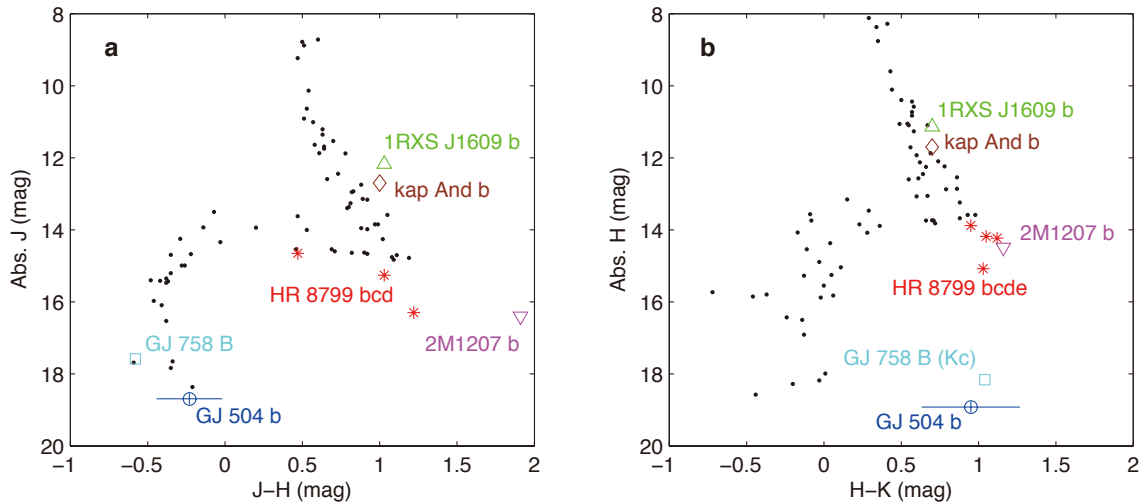 a
8
10
12
14
16
18
20
Abs. J (mag)
1RXS J1609 b
kap And b
HR 8799 bcd
GJ 758 B
2M1207 b
GJ 504 b
-1
-0.5
0
0.5
1
1.5
2
J-H (mag)
b
8
10
12
14
16
18
20
Abs. H (mag)
1RXS J1609 b
kap And b
2M1207 b
HR 8799 bcde
GJ 758 B (Kc)
GJ 504 b
-1
-0.5
0
0.5
1
1.5
2
H-K (mag)